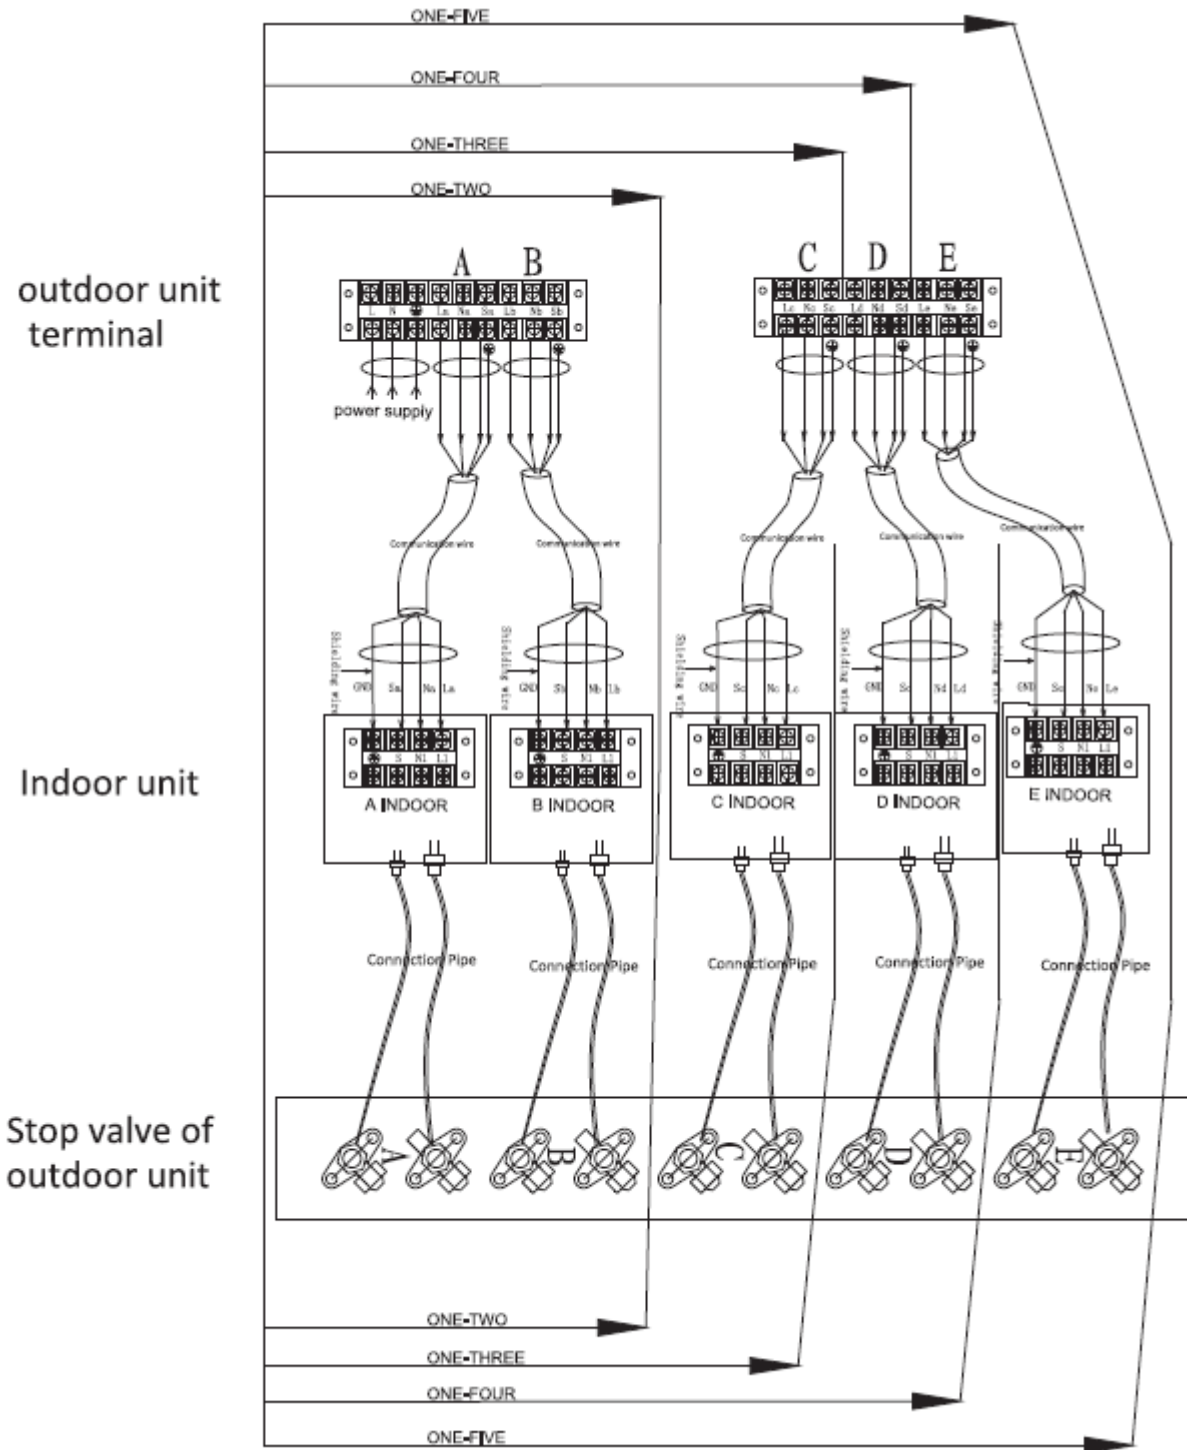 ONE-FIVE
ONE-FOUR
ONE-THREE
ONE-TWO
A B
C D E
outdoor unit
terminal
L N La Na Sa Lb Nb Sb
Lc Nc Sc Ld Nd Sd Le Ne Se
power supply
Communication wire Communication wire Communication wire Communication wire Communication wire
Shielding wire Shielding wire Shielding wire Shielding wire Shielding wire
GND Sa Na La
GND Sb Nb Lb
GND Sc Nc Lc
GND Sc Nd Ld
GND Se Ne Le
S N1 L1
S N1 L1
S N1 L1
S N1 L1
S N1 L1
Indoor unit
A INDOOR B INDOOR C INDOOR D INDOOR E INDOOR
Connection Pipe Connection Pipe Connection Pipe Connection Pipe Connection Pipe
Stop valve of
outdoor unit
A B C D E
ONE-TWO
ONE-THREE
ONE-FOUR
ONE-FIVE